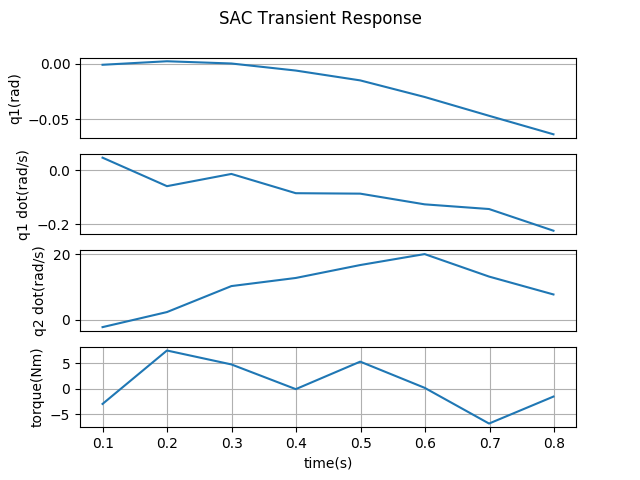 SAC Transient Response
q1(rad)
0.00
−0.05
q1 dot(rad/s)
0.0
−0.2
q2 dot(rad/s)
20
0
torque(Nm)
5
0
−5
0.1 0.2 0.3 0.4 0.5 0.6 0.7 0.8
time(s)